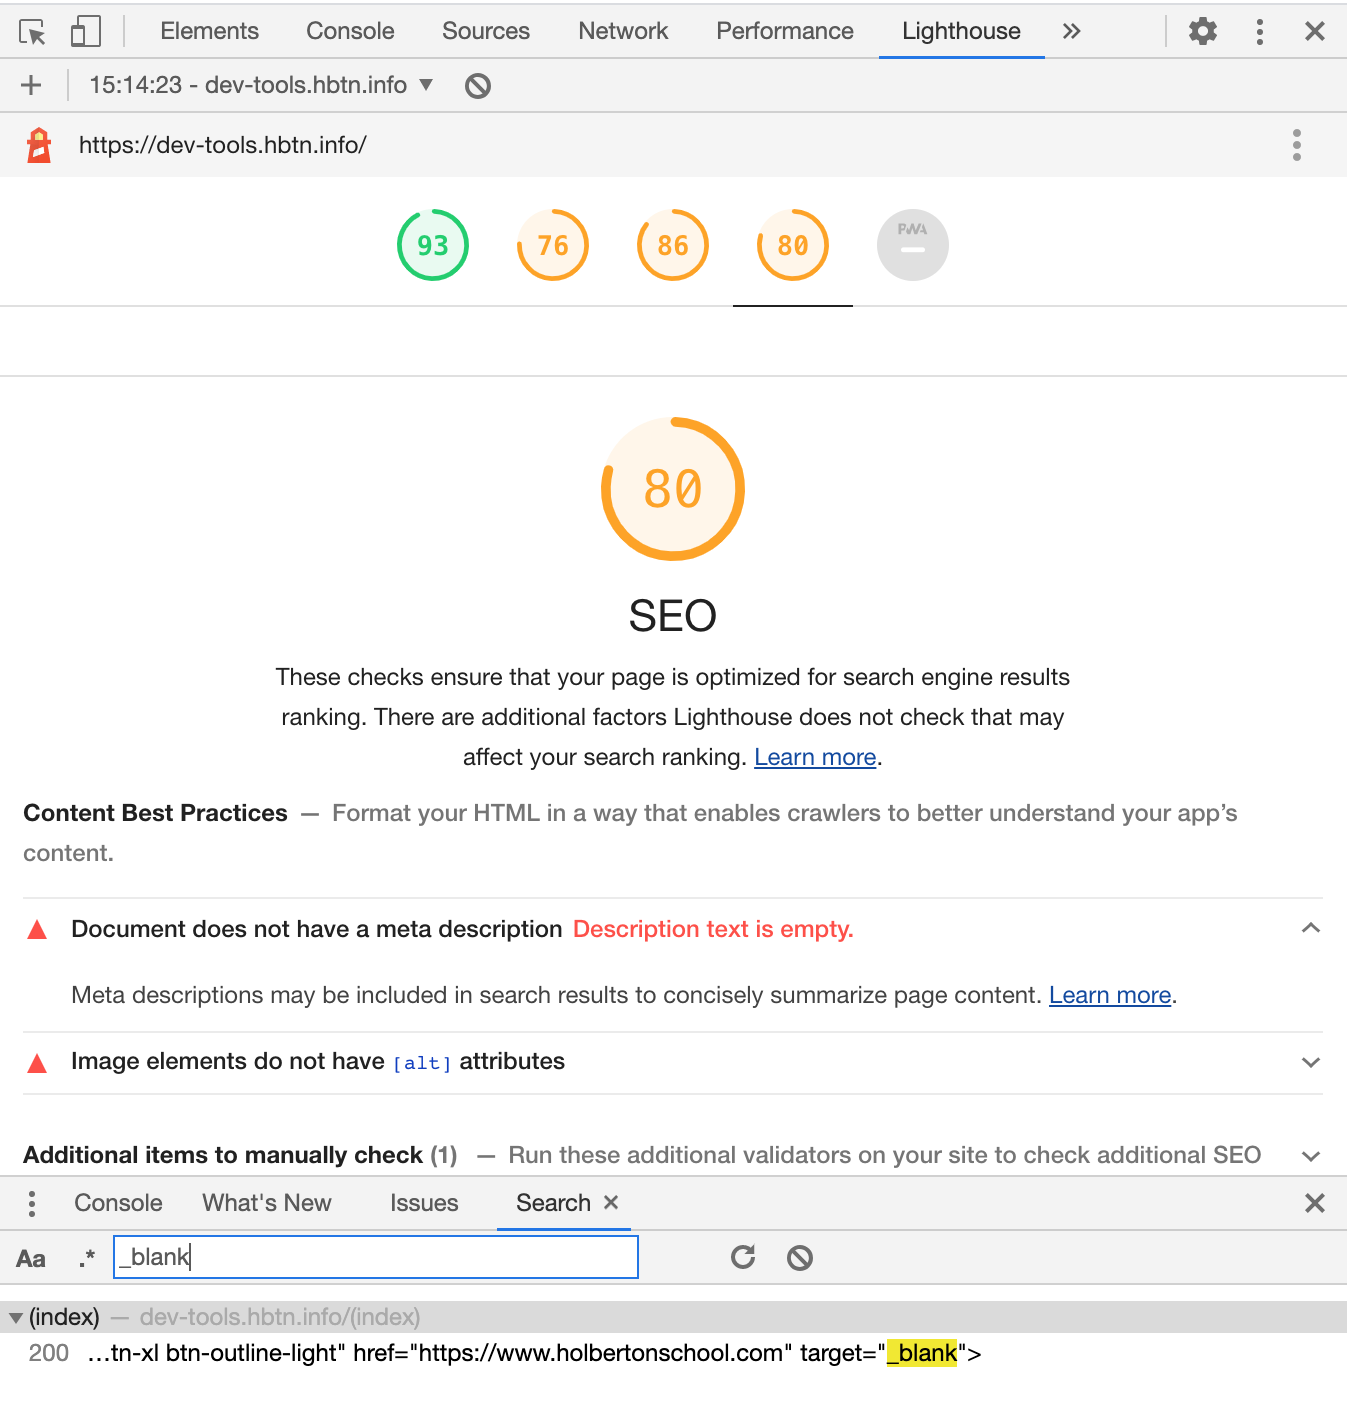 Elements Console Sources Network Performance Lighthouse »
15:14:23 - dev-tools.hbtn.info ▼
https://dev-tools.hbtn.info/
93 76 86 80 PWA
80
SEO
These checks ensure that your page is optimized for search engine results
ranking. There are additional factors Lighthouse does not check that may
affect your search ranking. Learn more.
Content Best Practices — Format your HTML in a way that enables crawlers to better understand your app’s
content.
Document does not have a meta description Description text is empty.
Meta descriptions may be included in search results to concisely summarize page content. Learn more.
Image elements do not have [alt] attributes
Additional items to manually check (1) — Run these additional validators on your site to check additional SEO
Console What's New Issues Search ×
Aa .* _blank
(index) — dev-tools.hbtn.info/(index)
200 …tn-xl btn-outline-light" href="https://www.holbertonschool.com" target="_blank">